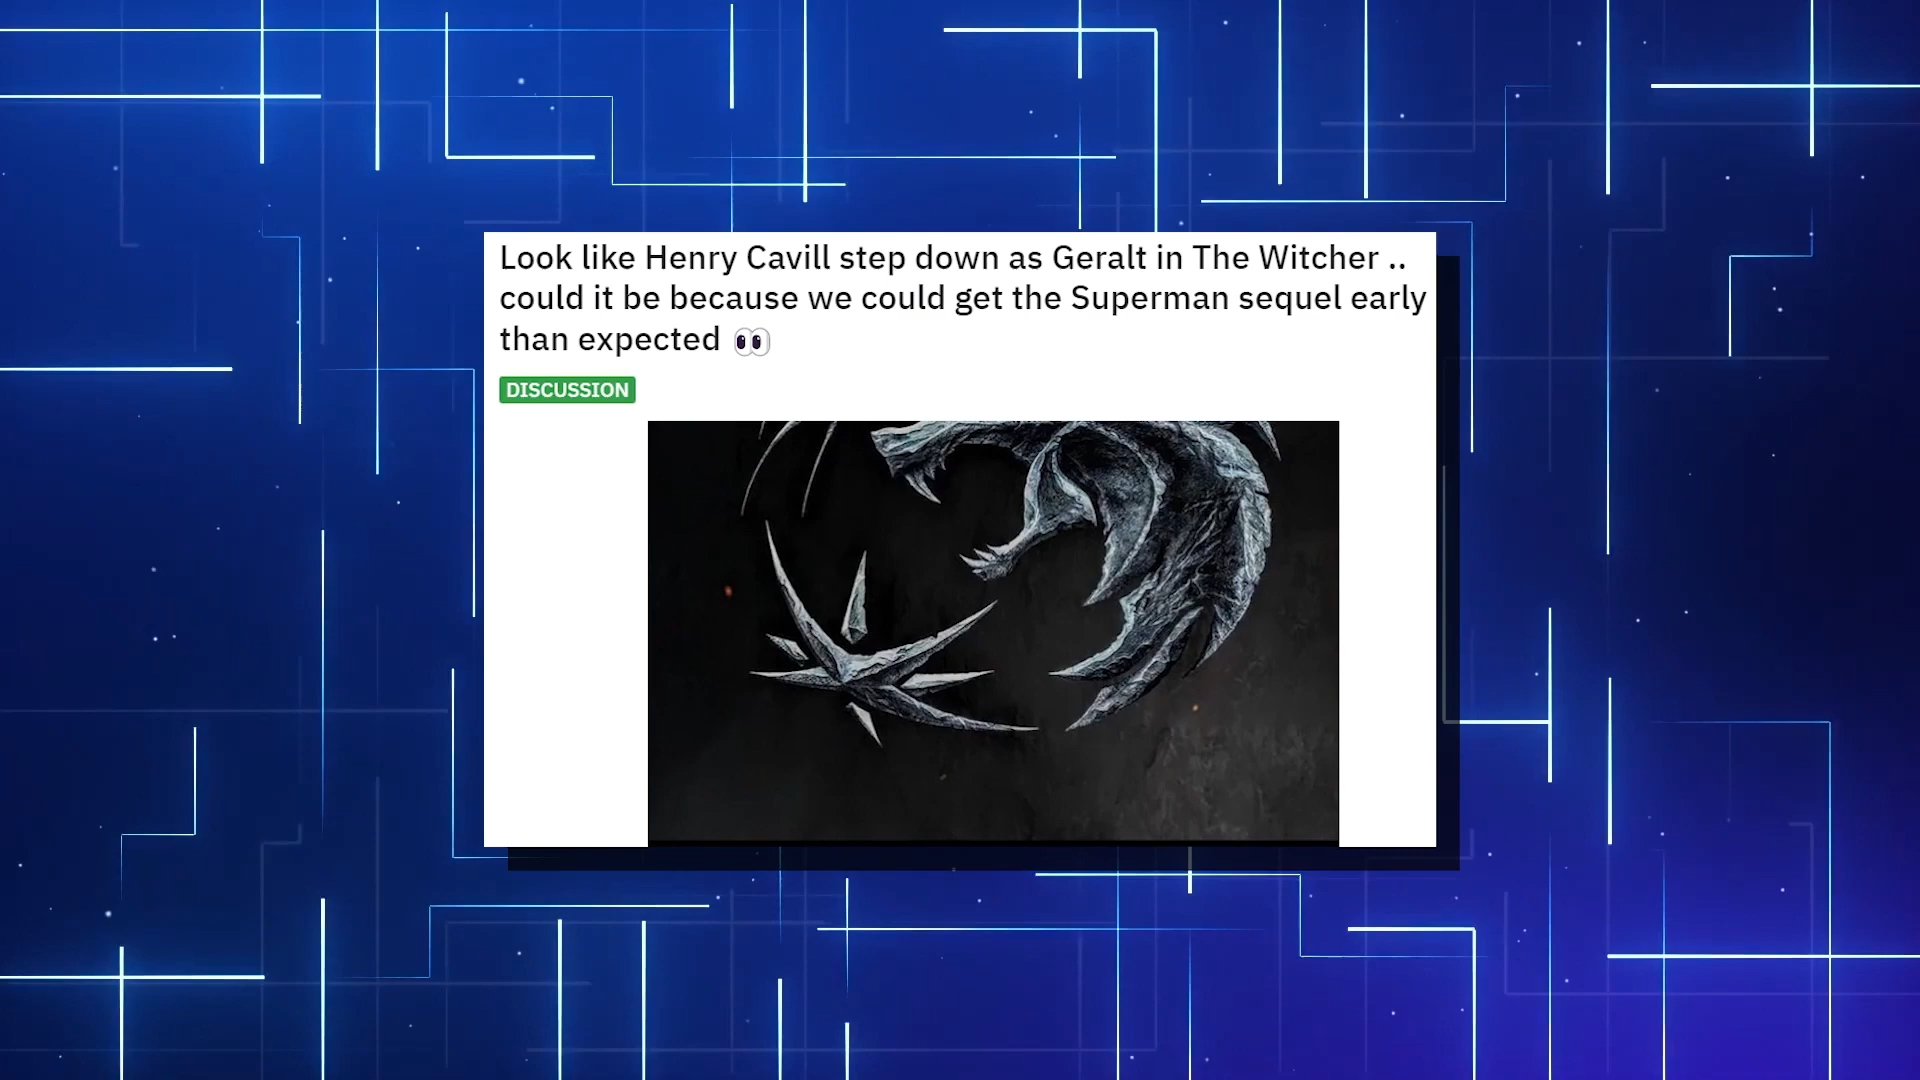 Look like Henry Cavill step down as Geralt in The Witcher ..
could it be because we could get the Superman sequel early
than expected 👀
DISCUSSION